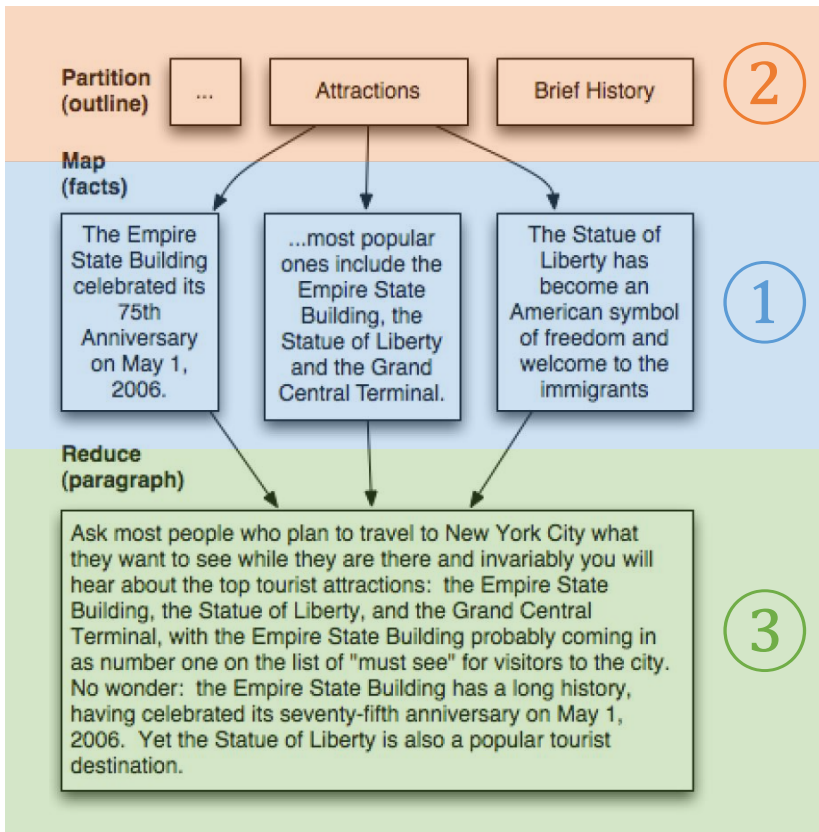 Partition
(outline)
...
Attractions
Brief History
②
Map
(facts)
The Empire
State Building
celebrated its
75th
Anniversary
on May 1,
2006.
...most popular
ones include the
Empire State
Building, the
Statue of Liberty
and the Grand
Central Terminal.
The Statue of
Liberty has
become an
American symbol
of freedom and
welcome to the
immigrants
①
Reduce
(paragraph)
Ask most people who plan to travel to New York City what
they want to see while they are there and invariably you will
hear about the top tourist attractions:  the Empire State
Building, the Statue of Liberty, and the Grand Central
Terminal, with the Empire State Building probably coming in
as number one on the list of "must see" for visitors to the city.
No wonder:  the Empire State Building has a long history,
having celebrated its seventy-fifth anniversary on May 1,
2006.  Yet the Statue of Liberty is also a popular tourist
destination.
③